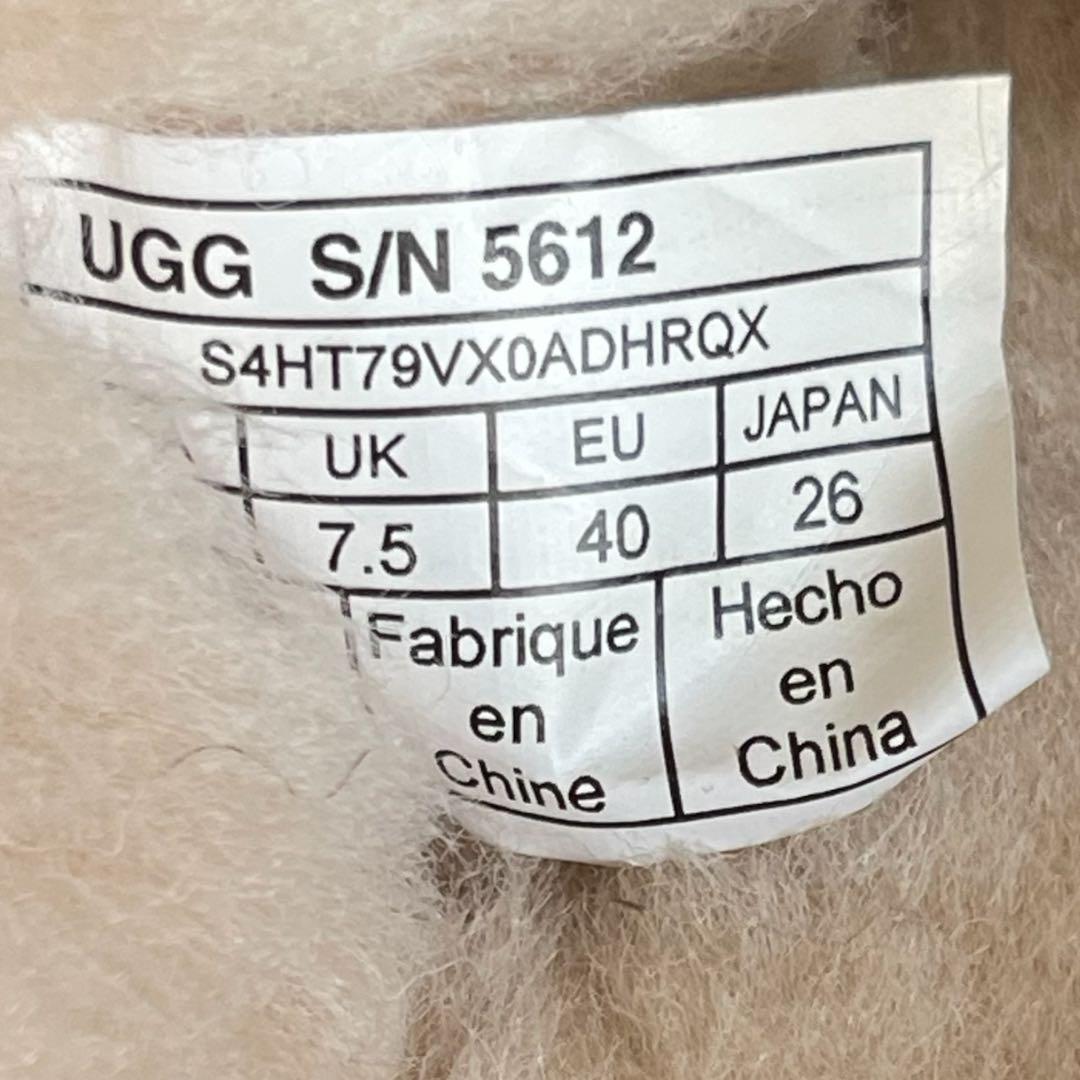 UGG S/N 5612
S4HT79VX0ADHRQX
UK EU JAPAN
7.5 40 26
Fabrique en Chine
Hecho en China